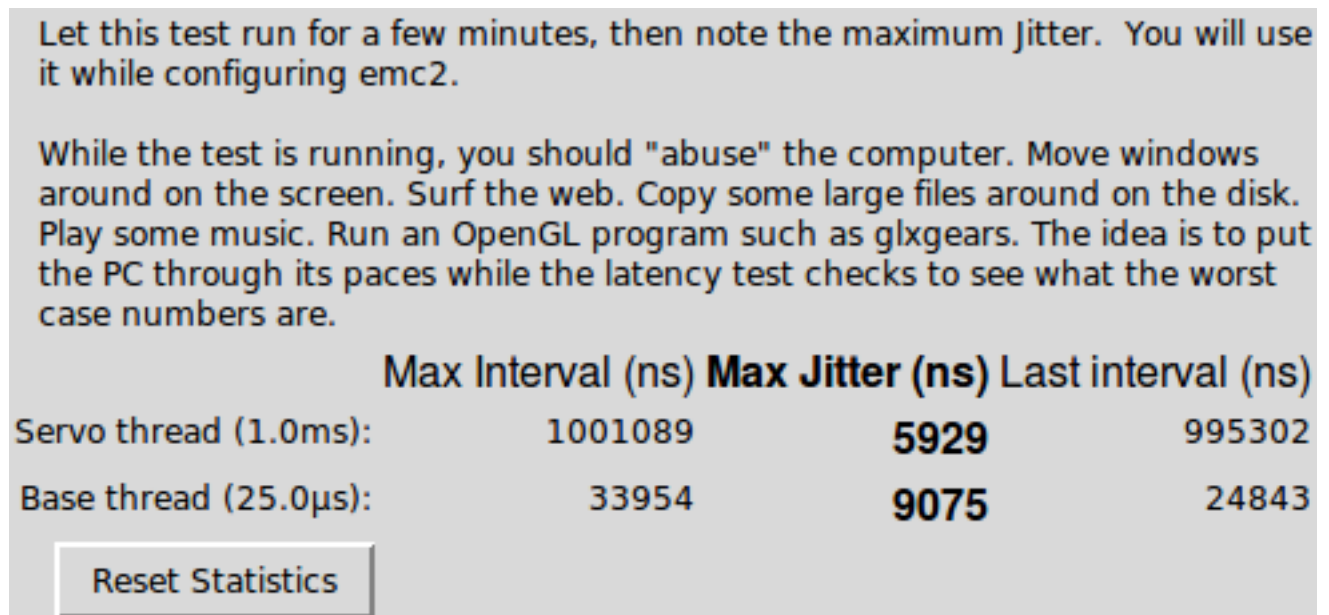 Let this test run for a few minutes, then note the maximum Jitter.  You will use
it while configuring emc2.
While the test is running, you should "abuse" the computer. Move windows
around on the screen. Surf the web. Copy some large files around on the disk.
Play some music. Run an OpenGL program such as glxgears. The idea is to put
the PC through its paces while the latency test checks to see what the worst
case numbers are.
Max Interval (ns) Max Jitter (ns) Last interval (ns)
Servo thread (1.0ms): 1001089 5929 995302
Base thread (25.0µs): 33954 9075 24843
Reset Statistics